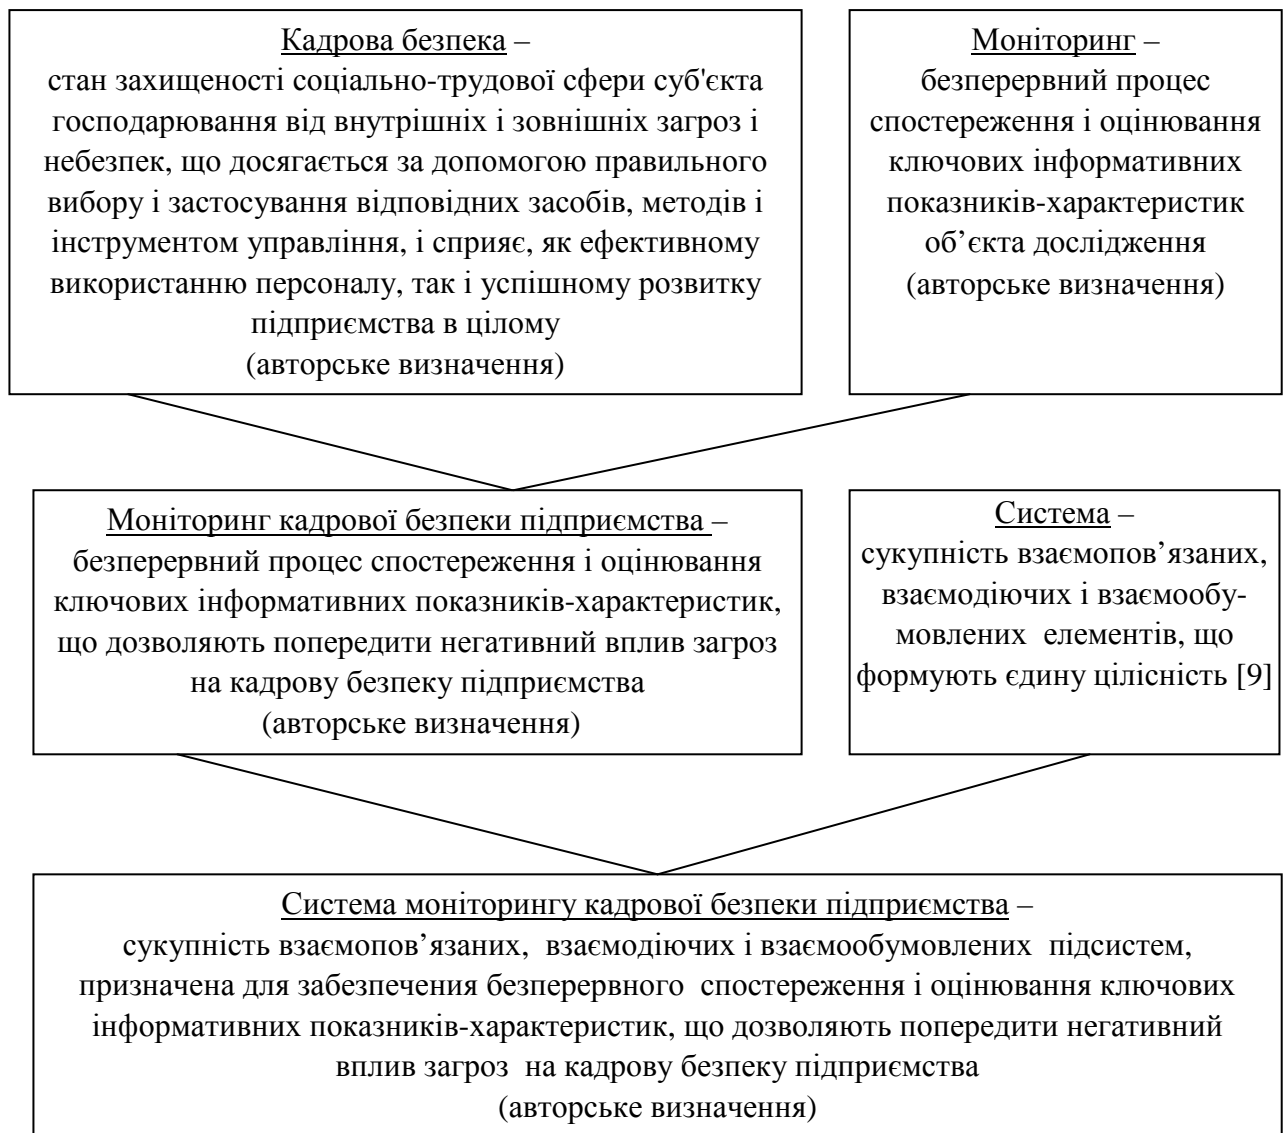 Кадрова безпека –
стан захищеності соціально-трудової сфери суб'єкта
господарювання від внутрішніх і зовнішніх загроз і
небезпек, що досягається за допомогою правильного
вибору і застосування відповідних засобів, методів і
інструментом управління, і сприяє, як ефективному
використанню персоналу, так і успішному розвитку
підприємства в цілому
(авторське визначення)
Моніторинг –
безперервний процес
спостереження і оцінювання
ключових інформативних
показників-характеристик
об’єкта дослідження
(авторське визначення)
Моніторинг кадрової безпеки підприємства –
безперервний процес спостереження і оцінювання
ключових інформативних показників-характеристик,
що дозволяють попередити негативний вплив загроз
на кадрову безпеку підприємства
(авторське визначення)
Система –
сукупність взаємопов’язаних,
взаємодіючих і взаємообу-
мовлених елементів, що
формують єдину цілісність [9]
Система моніторингу кадрової безпеки підприємства –
сукупність взаємопов’язаних, взаємодіючих і взаємообумовлених підсистем,
призначена для забезпечення безперервного спостереження і оцінювання ключових
інформативних показників-характеристик, що дозволяють попередити негативний
вплив загроз на кадрову безпеку підприємства
(авторське визначення)